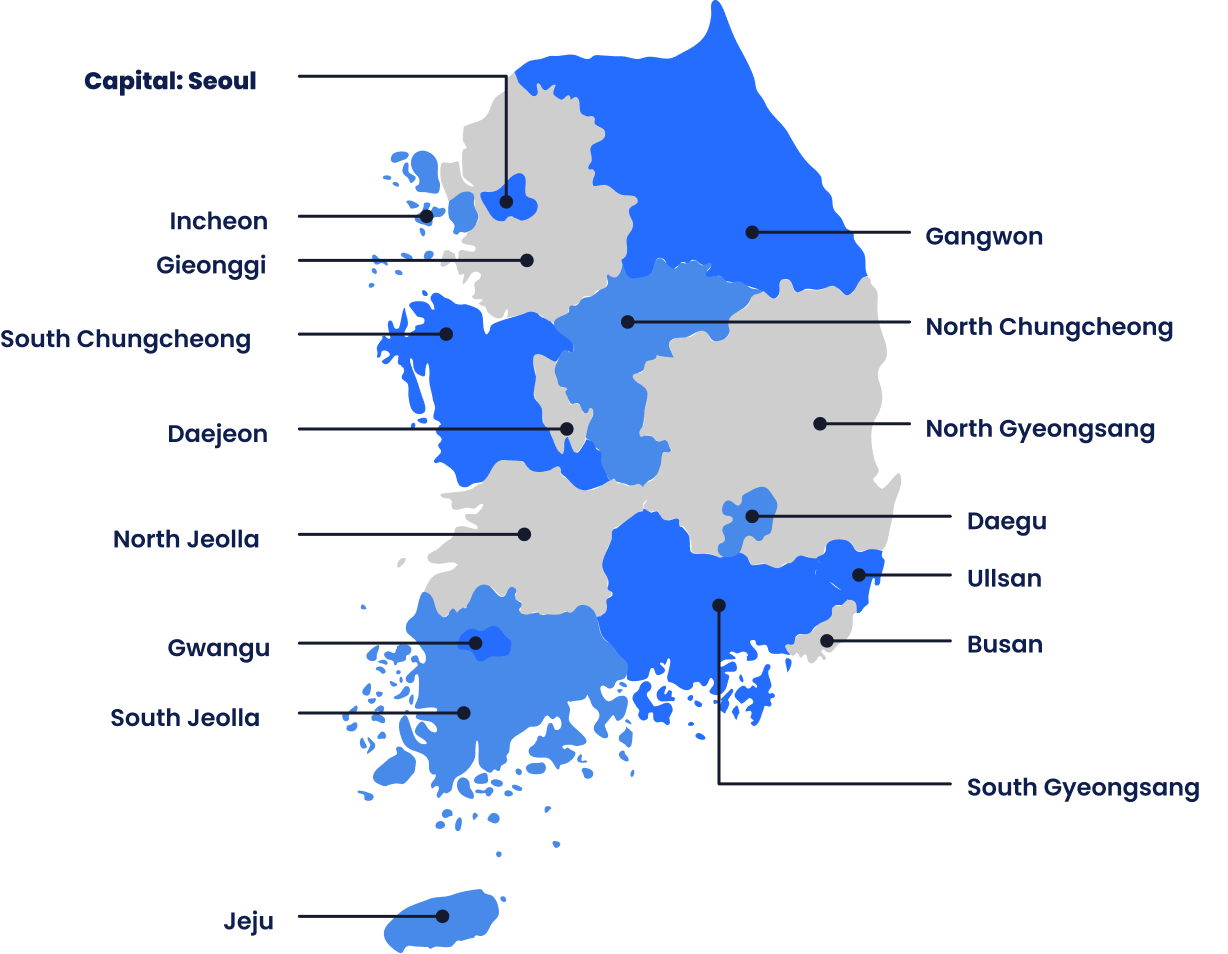 Capital: Seoul
Incheon
Gieonggi
South Chungcheong
Daejeon
North Jeolla
Gwangu
South Jeolla
Jeju
Gangwon
North Chungcheong
North Gyeongsang
Daegu
Ullsan
Busan
South Gyeongsang